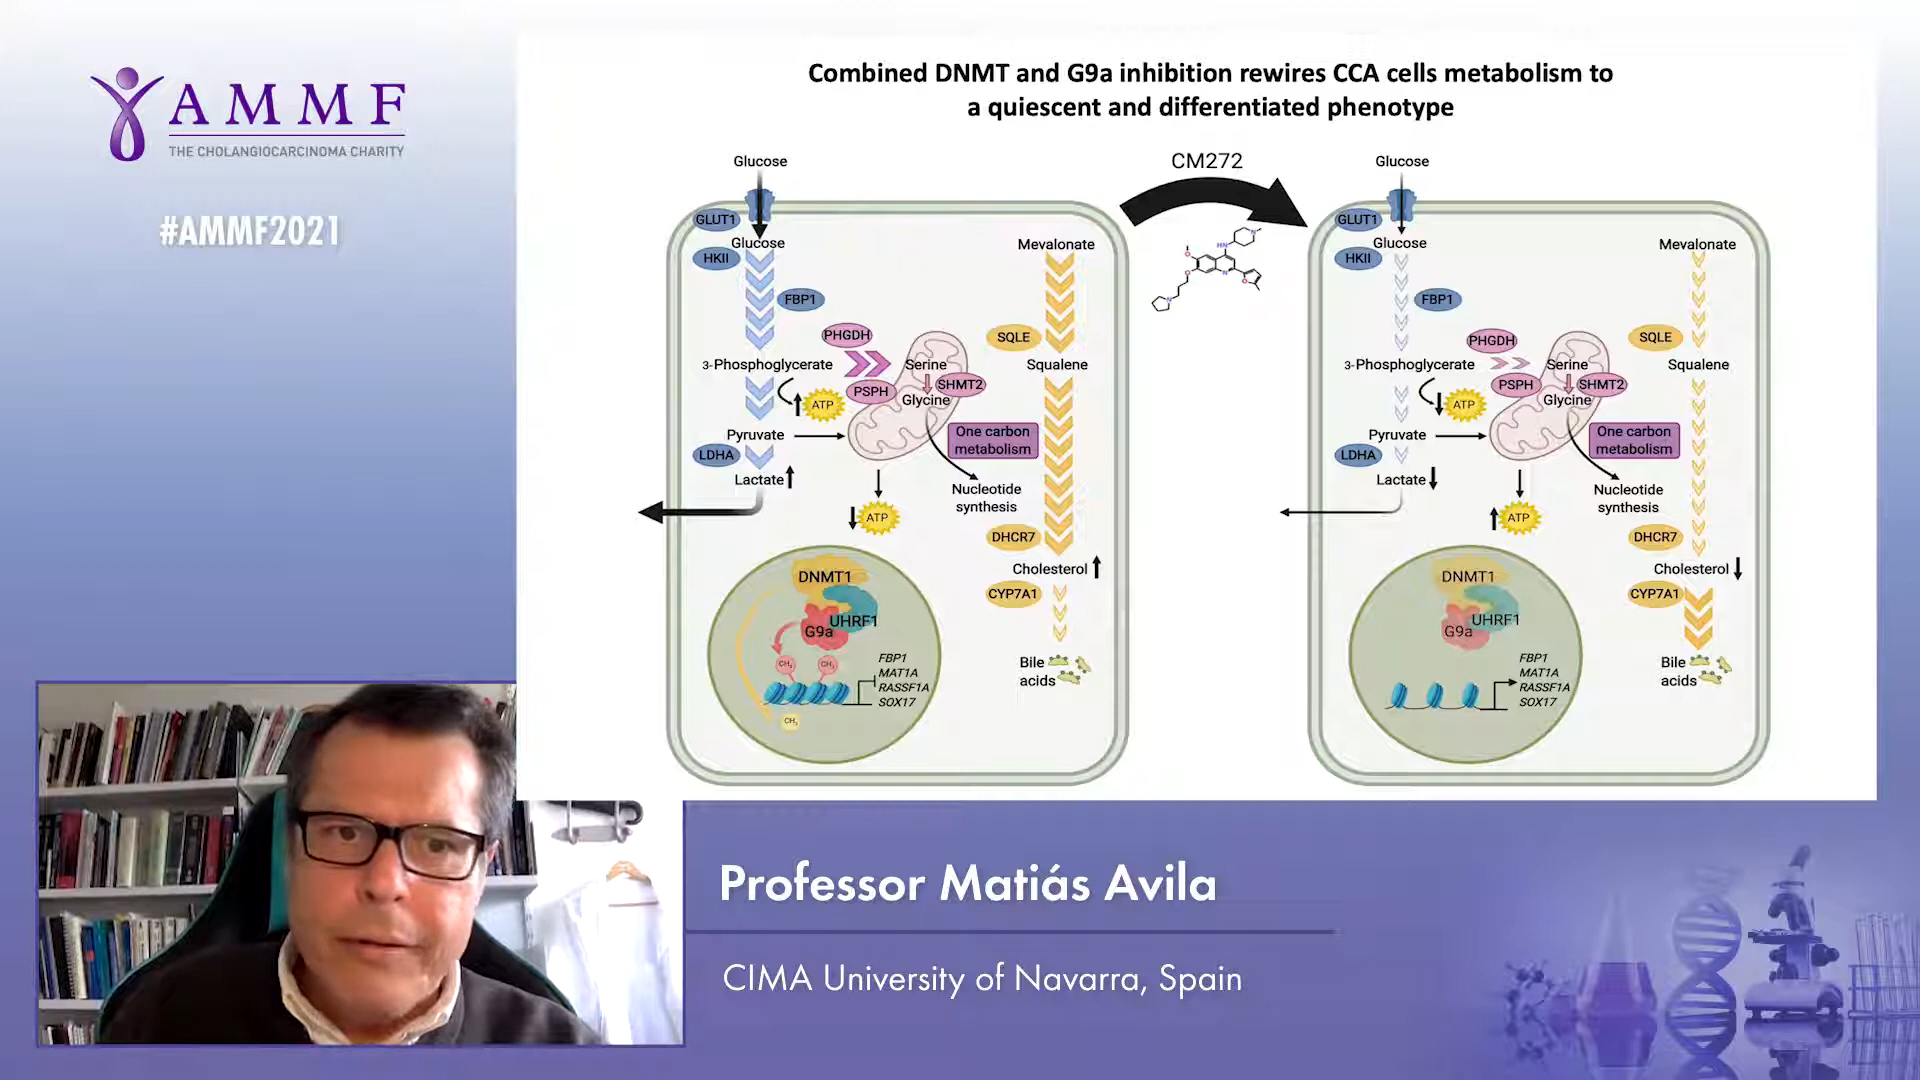 AMMF
THE CHOLANGIOCARCINOMA CHARITY
#AMMF2021
Combined DNMT and G9a inhibition rewires CCA cells metabolism to
a quiescent and differentiated phenotype
Glucose
GLUT1
Glucose
HKII
FBP1
PHGDH
3-Phosphoglycerate
PSPH
ATP
Serine
SHMT2
Glycine
Pyruvate
One carbon
metabolism
LDHA
Lactate
Nucleotide
synthesis
ATP
Mevalonate
SQLE
Squalene
DHCR7
Cholesterol
CYP7A1
Bile
acids
DNMT1
UHRF1
G9a
CH3
CH3
FBP1
MAT1A
RASSF1A
SOX17
CH3
CM272
HN
N
O
O
N
O
N
Glucose
GLUT1
Glucose
HKII
FBP1
PHGDH
3-Phosphoglycerate
PSPH
ATP
Serine
SHMT2
Glycine
Pyruvate
One carbon
metabolism
LDHA
Lactate
Nucleotide
synthesis
ATP
Mevalonate
SQLE
Squalene
DHCR7
Cholesterol
CYP7A1
Bile
acids
DNMT1
UHRF1
G9a
FBP1
MAT1A
RASSF1A
SOX17
Professor Matiás Avila
CIMA University of Navarra, Spain